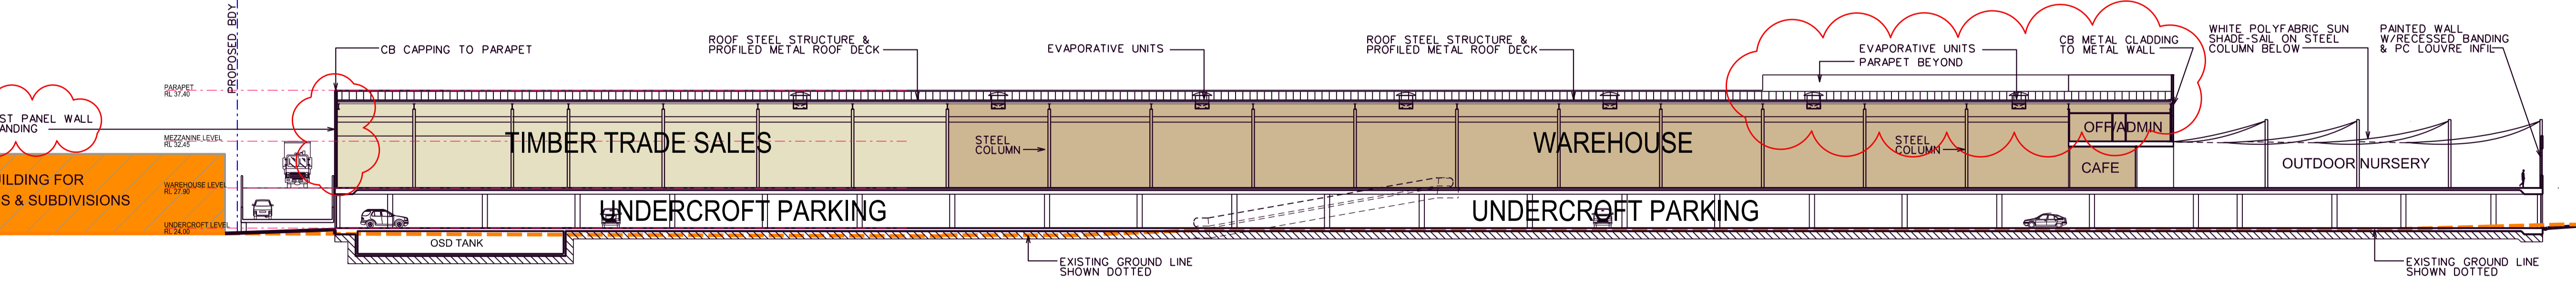 PROPOSED BDY
CB CAPPING TO PARAPET
ROOF STEEL STRUCTURE &
PROFILED METAL ROOF DECK
EVAPORATIVE UNITS
ROOF STEEL STRUCTURE &
PROFILED METAL ROOF DECK
EVAPORATIVE UNITS
PARAPET BEYOND
CB METAL CLADDING
TO METAL WALL
WHITE POLYFABRIC SUN
SHADE-SAIL ON STEEL
COLUMN BELOW
PAINTED WALL
W/RECESSED BANDING
& PC LOUVRE INFIL
PARAPET
RL 37.40
ST PANEL WALL
ANDING
MEZZANINE LEVEL
RL 32.45
TIMBER TRADE SALES
STEEL
COLUMN
WAREHOUSE
STEEL
COLUMN
OFF/ADMIN
CAFE
OUTDOOR NURSERY
ILDING FOR
S & SUBDIVISIONS
WAREHOUSE LEVEL
RL 27.90
UNDERCROFT LEVEL
RL 24.00
UNDERCROFT PARKING
UNDERCROFT PARKING
OSD TANK
EXISTING GROUND LINE
SHOWN DOTTED
EXISTING GROUND LINE
SHOWN DOTTED